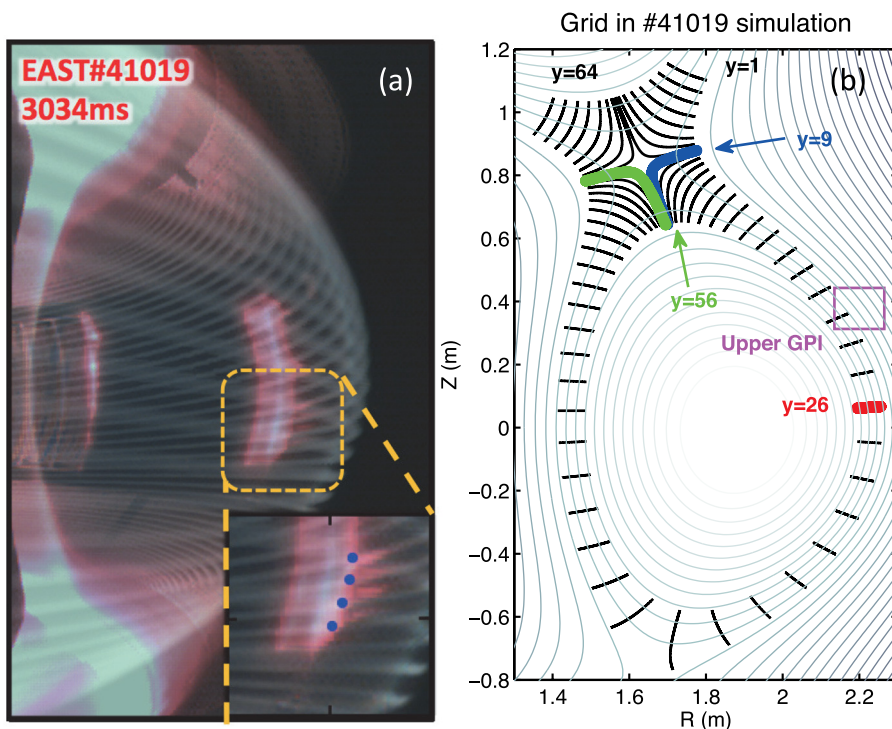 EAST#41019
3034ms
(a)
Grid in #41019 simulation
(b)
y=64
y=1
y=9
y=56
Upper GPI
y=26
Z (m)
1.2
1
0.8
0.6
0.4
0.2
0
−0.2
−0.4
−0.6
−0.8
1.4
1.6
1.8
2
2.2
R (m)